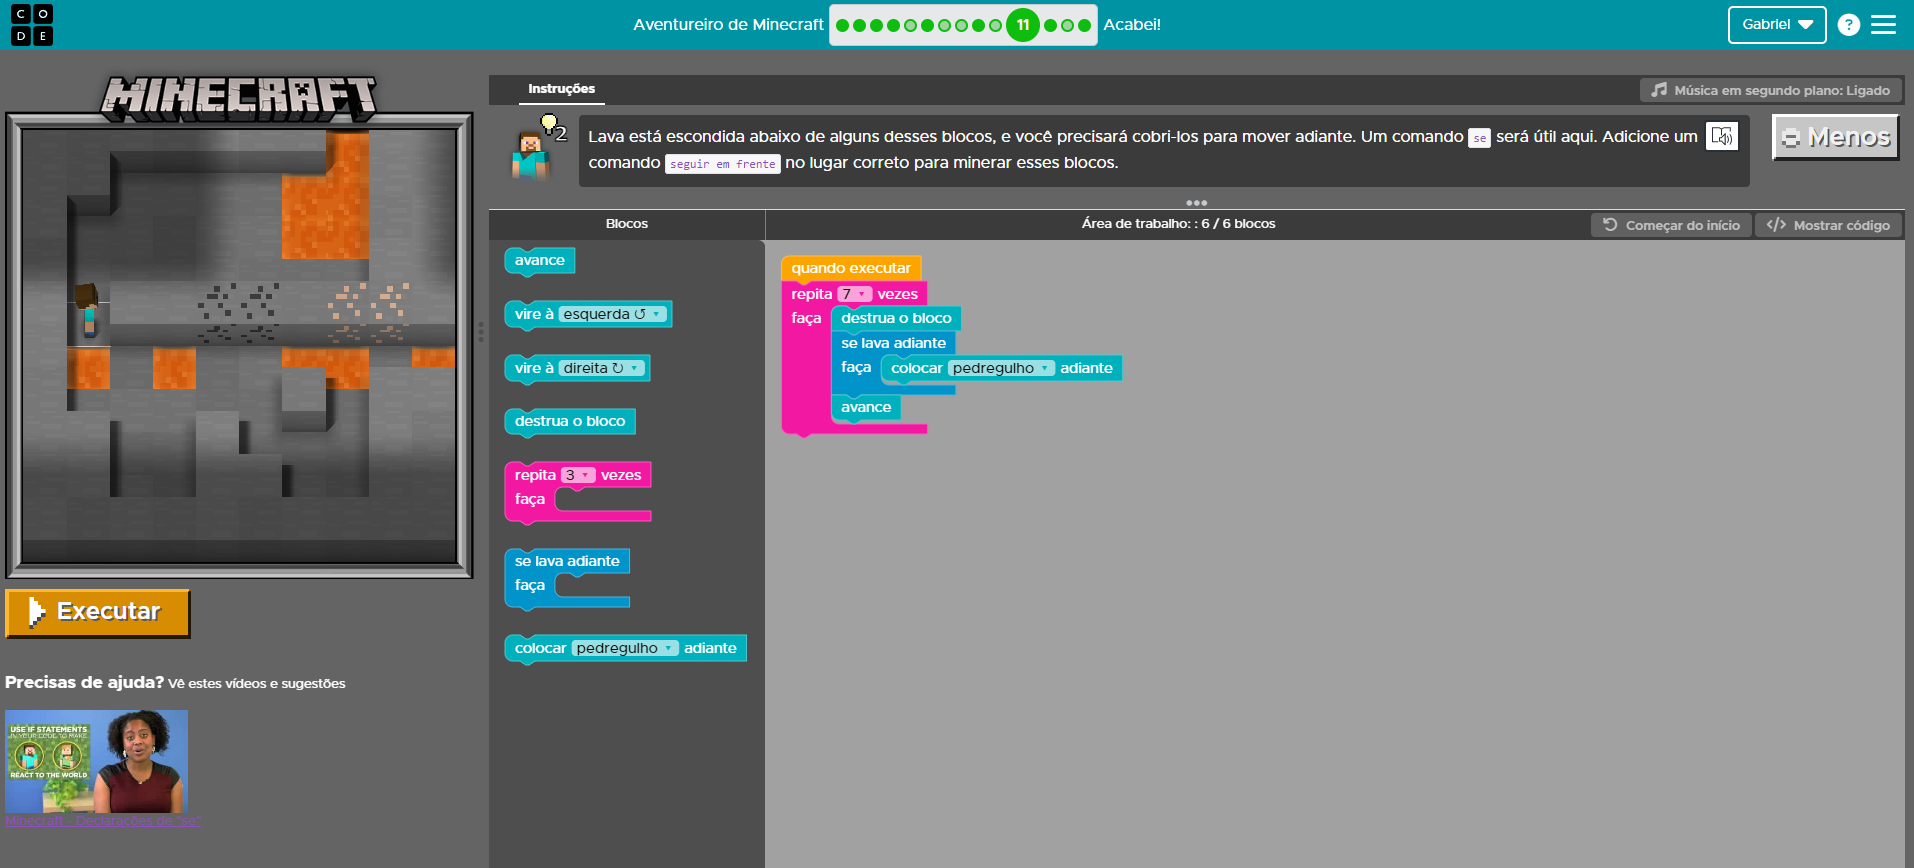 CODE
Aventureiro de Minecraft
11
Acabei!
Gabriel
?
MINECRAFT
Instruções
Música em segundo plano: Ligado
2
Lava está escondida abaixo de alguns desses blocos, e você precisará cobri-los para mover adiante. Um comando se será útil aqui. Adicione um
comando seguir em frente no lugar correto para minerar esses blocos.
Menos
Blocos
Área de trabalho: : 6 / 6 blocos
Começar do início
</> Mostrar código
avance
vire à esquerda ↺
vire à direita ↻
destrua o bloco
repita 3 vezes
faça
se lava adiante
faça
colocar pedregulho adiante
quando executar
repita 7 vezes
faça
destrua o bloco
se lava adiante
faça
colocar pedregulho adiante
avance
Executar
Precisas de ajuda? Vê estes vídeos e sugestões
USE IF STATEMENTS
IN YOUR CODE TO MAKE
REACT TO THE WORLD
Minecraft - Declarações de "se"